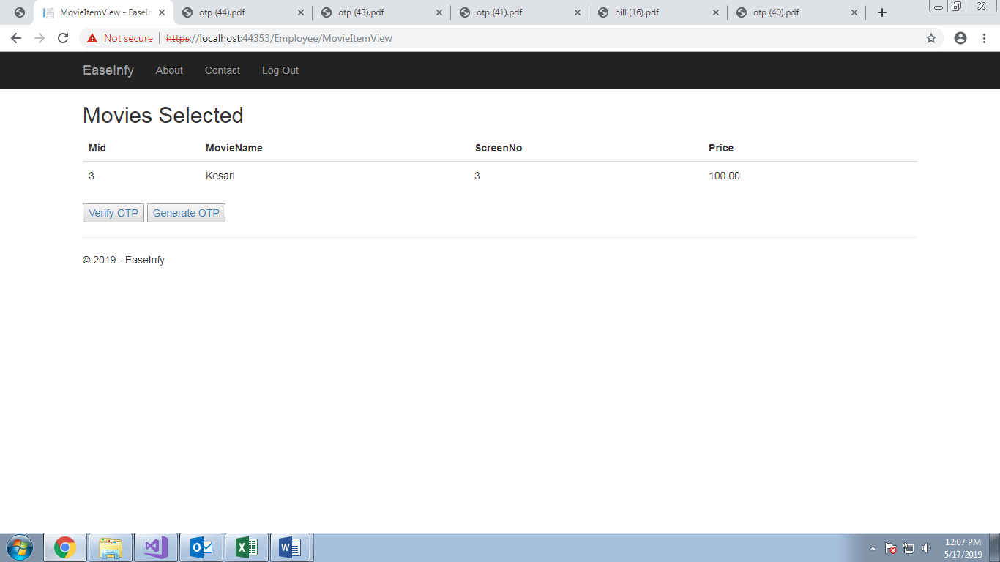 MovieItemView - EaseIn otp (44).pdf otp (43).pdf otp (41).pdf bill (16).pdf otp (40).pdf
Not secure https://localhost:44353/Employee/MovieItemView
EaseInfy About Contact Log Out
Movies Selected
Mid MovieName ScreenNo Price
3 Kesari 3 100.00
Verify OTP Generate OTP
© 2019 - EaseInfy
12:07 PM
5/17/2019